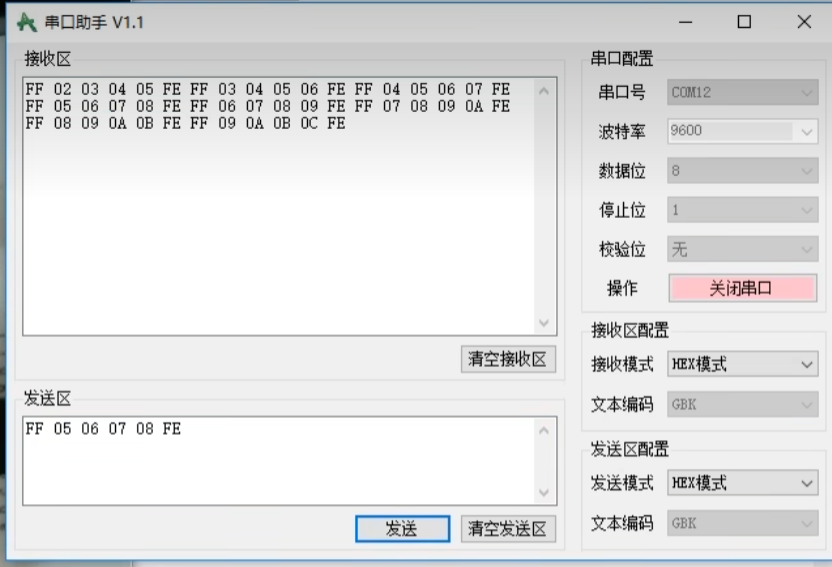 串口助手 V1.1
接收区
FF 02 03 04 05 FE FF 03 04 05 06 FE FF 04 05 06 07 FE
FF 05 06 07 08 FE FF 06 07 08 09 FE FF 07 08 09 0A FE
FF 08 09 0A 0B FE FF 09 0A 0B 0C FE
清空接收区
发送区
FF 05 06 07 08 FE
发送 清空发送区
串口配置
串口号 COM12
波特率 9600
数据位 8
停止位 1
校验位 无
操作 关闭串口
接收区配置
接收模式 HEX模式
文本编码 GBK
发送区配置
发送模式 HEX模式
文本编码 GBK